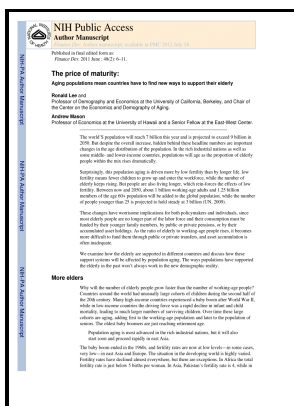 NIH Public Access
Author Manuscript
Published in final edited form as:
Finance Dev. 2011 June ; 48(2): 6–11.
The price of maturity:
Aging populations mean countries have to find new ways to support their elderly
Ronald Lee and
Professor of Demography and Economics at the University of California, Berkeley, and Chair of
the Center on the Economics and Demography of Aging.
Andrew Mason
Professor of Economics at the University of Hawaii and a Senior Fellow at the East-West Center.
The world'S population will reach 7 billion this year and is projected to exceed 9 billion in
2050. But despite the overall increase, hidden beneath these headline numbers are important
changes in the age distribution of the population. In the rich industrial nations as well as
some middle- and lower-income countries, populations will age as the proportion of elderly
people within the mix rises dramatically.
Surprisingly, this population aging is driven more by low fertility than by longer life. low
fertility means fewer children to grow up and enter the workforce, while the number of
elderly keeps rising. But people are also living longer, which reinforces the effects of low
fertility. Between now and 2050, about 1 billion working-age adults and 1.25 billion
members of the age 60+ population will be added to the global population; while the number
of people younger than 25 is projected to hold steady at 3 billion (UN, 2009).
These changes have worrisome implications for policymakers and individuals, since
most elderly people are no longer part of the labor force and their consumption must be
funded by their younger family members, by public or private pensions, or by their
accumulated asset holdings. As the ratio of elderly to working-age people rises, it becomes
more difficult to fund them through public or private transfers, and asset accumulation is
often inadequate.
We examine how the elderly are supported in different countries and discuss how these
support systems will be affected by population aging. The ways populations have supported
the elderly in the past won't always work in the new demographic reality.
More elders
Why will the number of elderly people grow faster than the number of working-age people?
Countries around the world had unusually large cohorts of children during the second half of
the 20th century. Many high-income countries experienced a baby boom after World War II,
while in low-income countries the driving force was a rapid decline in infant and child
mortality, leading to much larger numbers of surviving children. Over time these large
cohorts are aging, adding first to the working-age population and later to the population of
seniors. The oldest baby boomers are just reaching retirement age.
Population aging is most advanced in the rich industrial nations, but it will also
start soon and proceed rapidly in east Asia.
The baby boom ended in the 1960s, and fertility rates are now at low levels—in some cases,
very low—in east Asia and Europe. The situation in the developing world is highly varied.
Fertility rates have declined almost everywhere, but there are exceptions. In Africa the total
fertility rate is just below 5 births per woman. In Asia, Pakistan's fertility rate is 4, while in
NIH-PA Author Manuscript
NIH-PA Author Manuscript
NIH-PA Author Manuscript